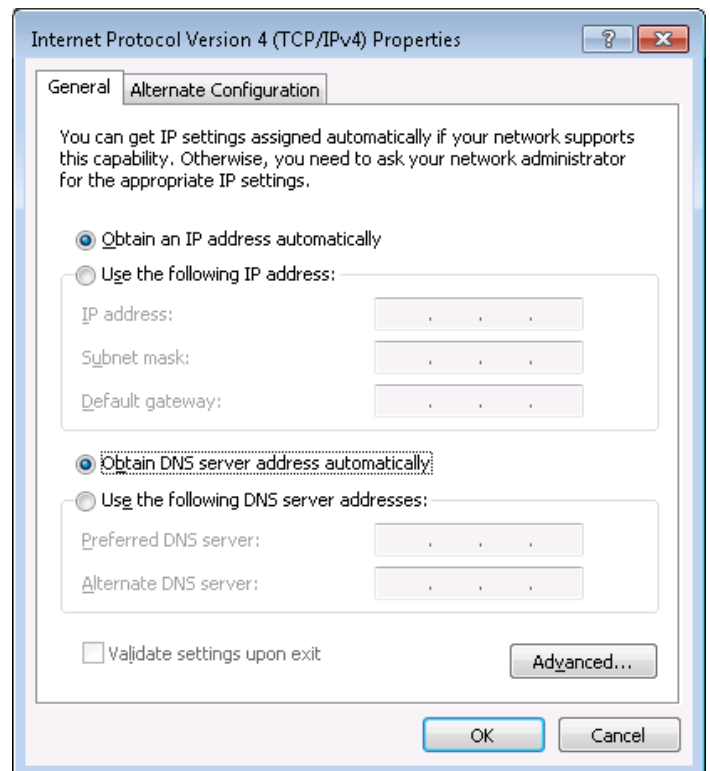 Internet Protocol Version 4 (TCP/IPv4) Properties
General
Alternate Configuration
You can get IP settings assigned automatically if your network supports
this capability. Otherwise, you need to ask your network administrator
for the appropriate IP settings.
Obtain an IP address automatically
Use the following IP address:
IP address:
Subnet mask:
Default gateway:
Obtain DNS server address automatically
Use the following DNS server addresses:
Preferred DNS server:
Alternate DNS server:
Validate settings upon exit
Advanced...
OK
Cancel